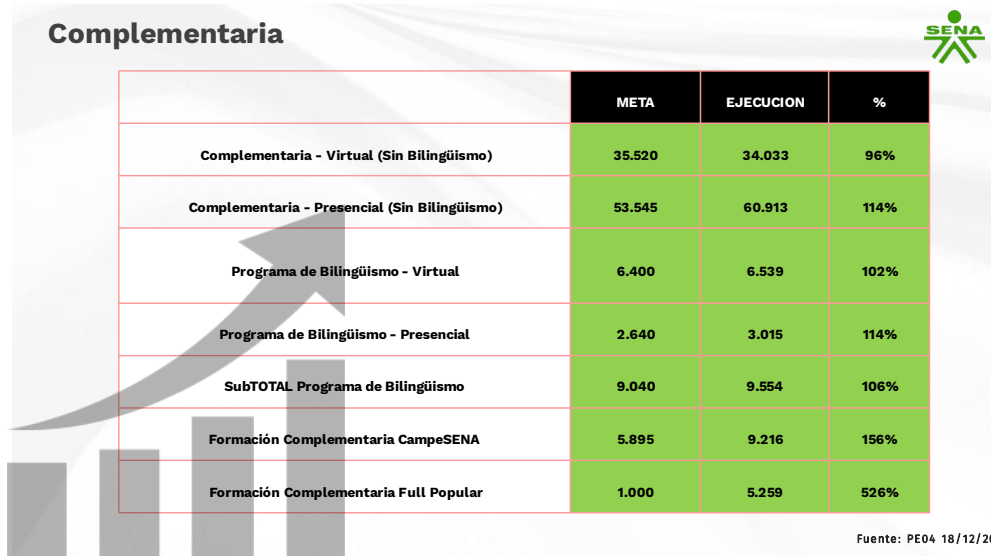 Complementaria
SENA
META EJECUCION %
Complementaria - Virtual (Sin Bilingüismo) 35.520 34.033 96%
Complementaria - Presencial (Sin Bilingüismo) 53.545 60.913 114%
Programa de Bilingüismo - Virtual 6.400 6.539 102%
Programa de Bilingüismo - Presencial 2.640 3.015 114%
SubTOTAL Programa de Bilingüismo 9.040 9.554 106%
Formación Complementaria CampeSENA 5.895 9.216 156%
Formación Complementaria Full Popular 1.000 5.259 526%
Fuente: PE04 18/12/20